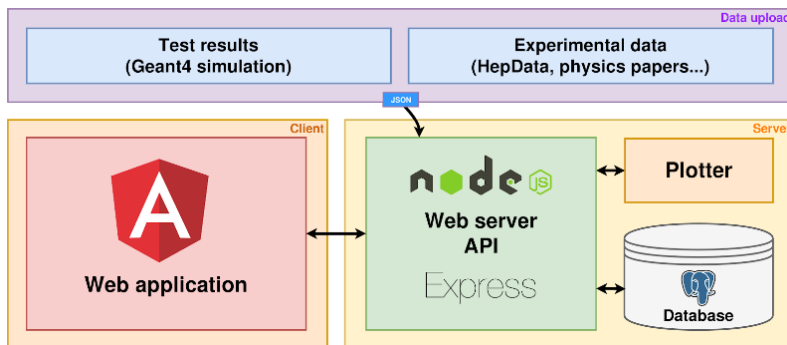 Data upload
Test results
(Geant4 simulation)
Experimental data
(HepData, physics papers...)
JSON
Client
Server
A
Web application
node
JS
Web server
API
Express
Plotter
Database